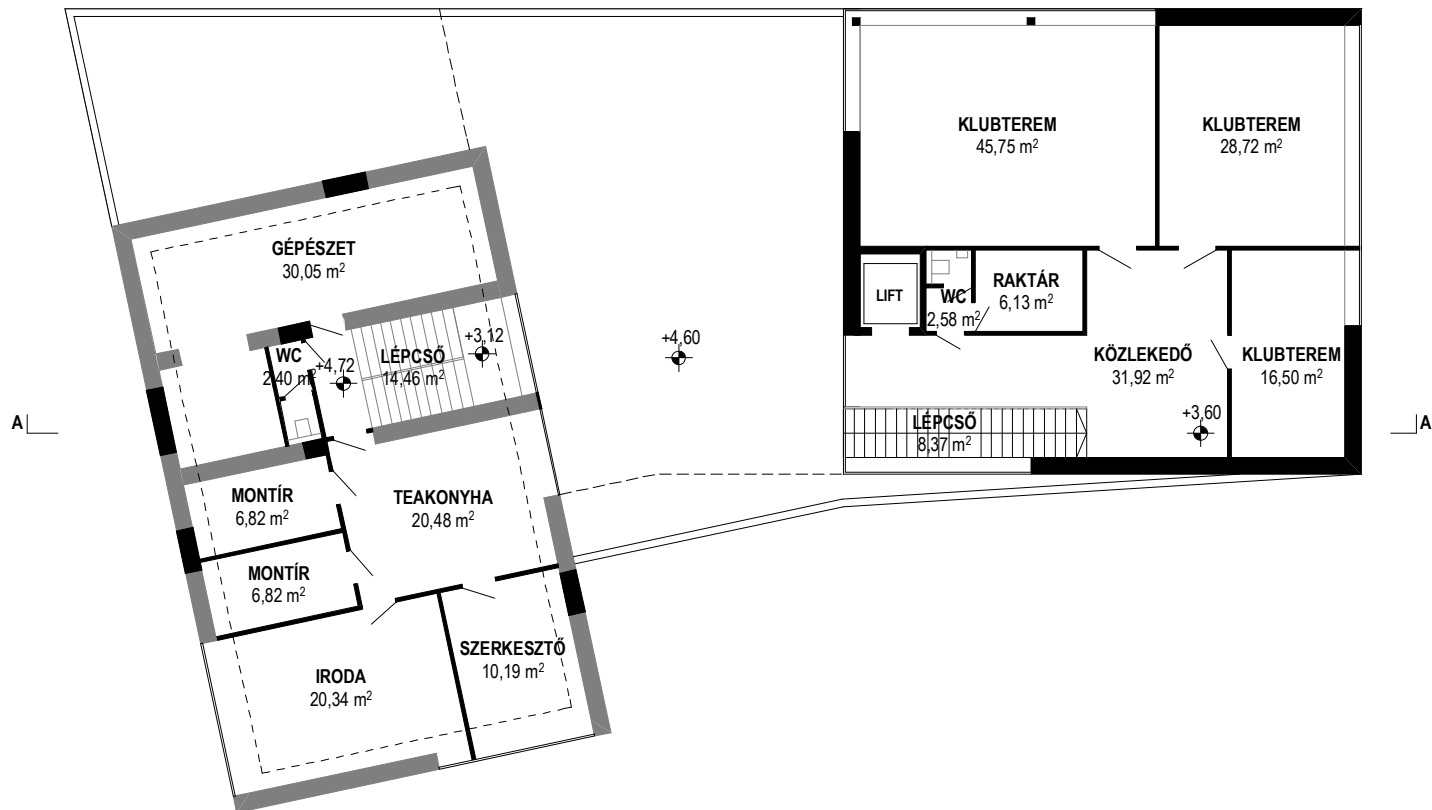 KLUBTEREM
45,75 m²
KLUBTEREM
28,72 m²
GÉPÉSZET
30,05 m²
LIFT
WC
2,58 m²
RAKTÁR
6,13 m²
KÖZLEKEDŐ
31,92 m²
KLUBTEREM
16,50 m²
+3,12
+4,60
WC
2,40 m²
+4,72
LÉPCSŐ
14,46 m²
+3,60
LÉPCSŐ
8,37 m²
A
A
MONTÍR
6,82 m²
TEAKONYHA
20,48 m²
MONTÍR
6,82 m²
SZERKESZTŐ
10,19 m²
IRODA
20,34 m²